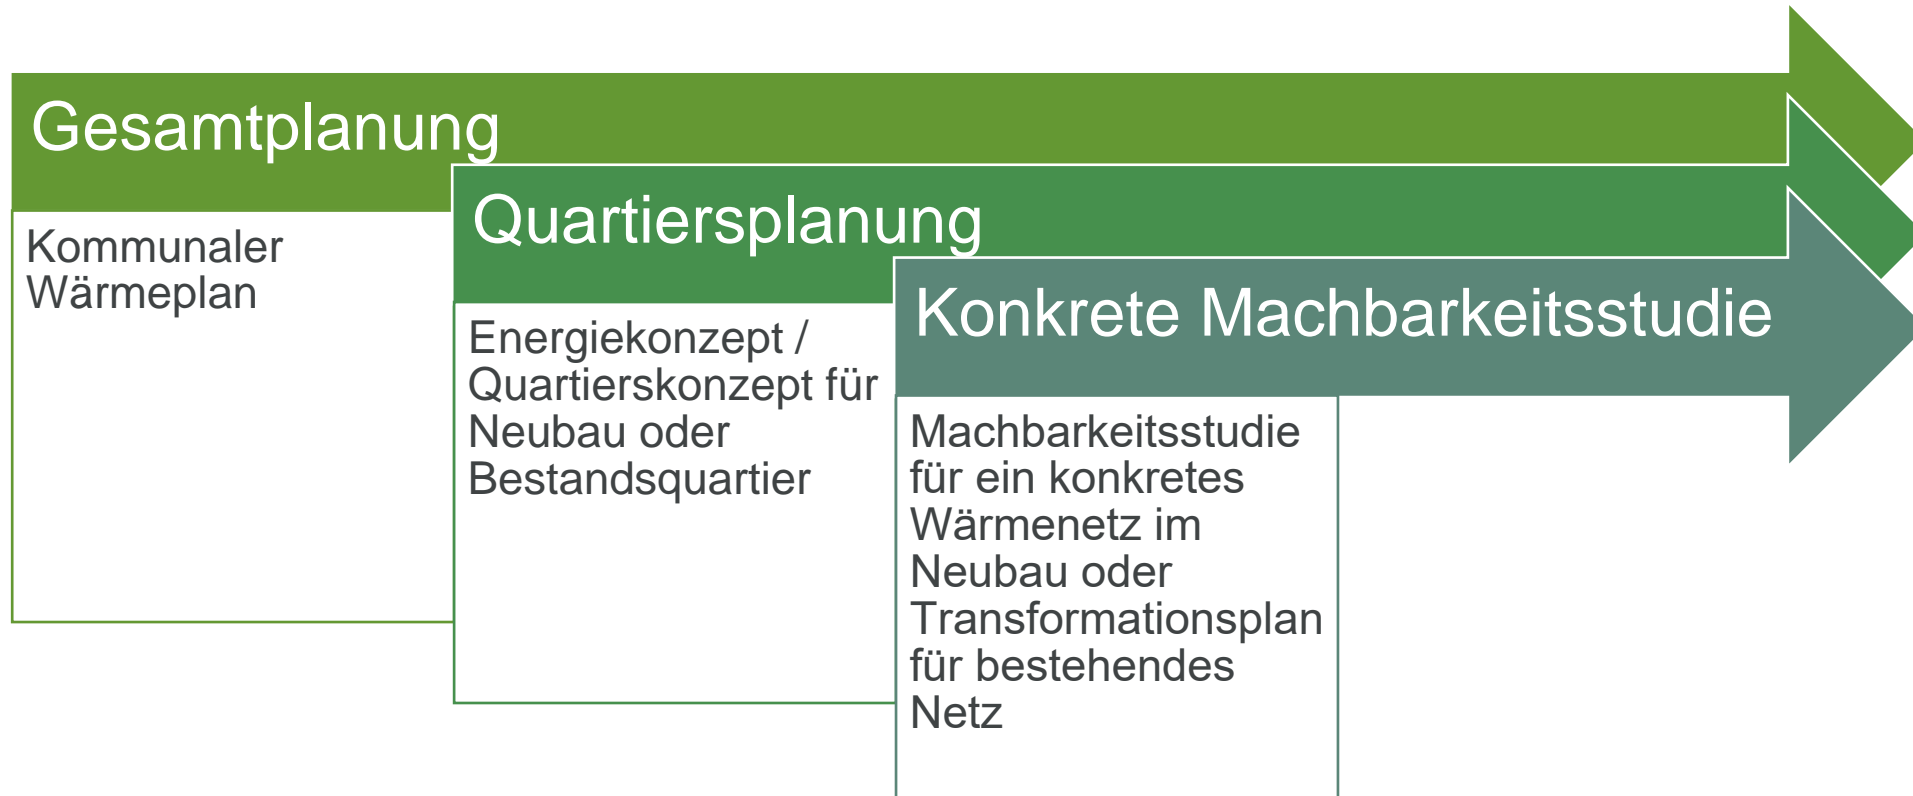 Gesamtplanung
Kommunaler
Wärmeplan
Quartiersplanung
Energiekonzept /
Quartierskonzept für
Neubau oder
Bestandsquartier
Konkrete Machbarkeitsstudie
Machbarkeitsstudie
für ein konkretes
Wärmenetz im
Neubau oder
Transformationsplan
für bestehendes
Netz